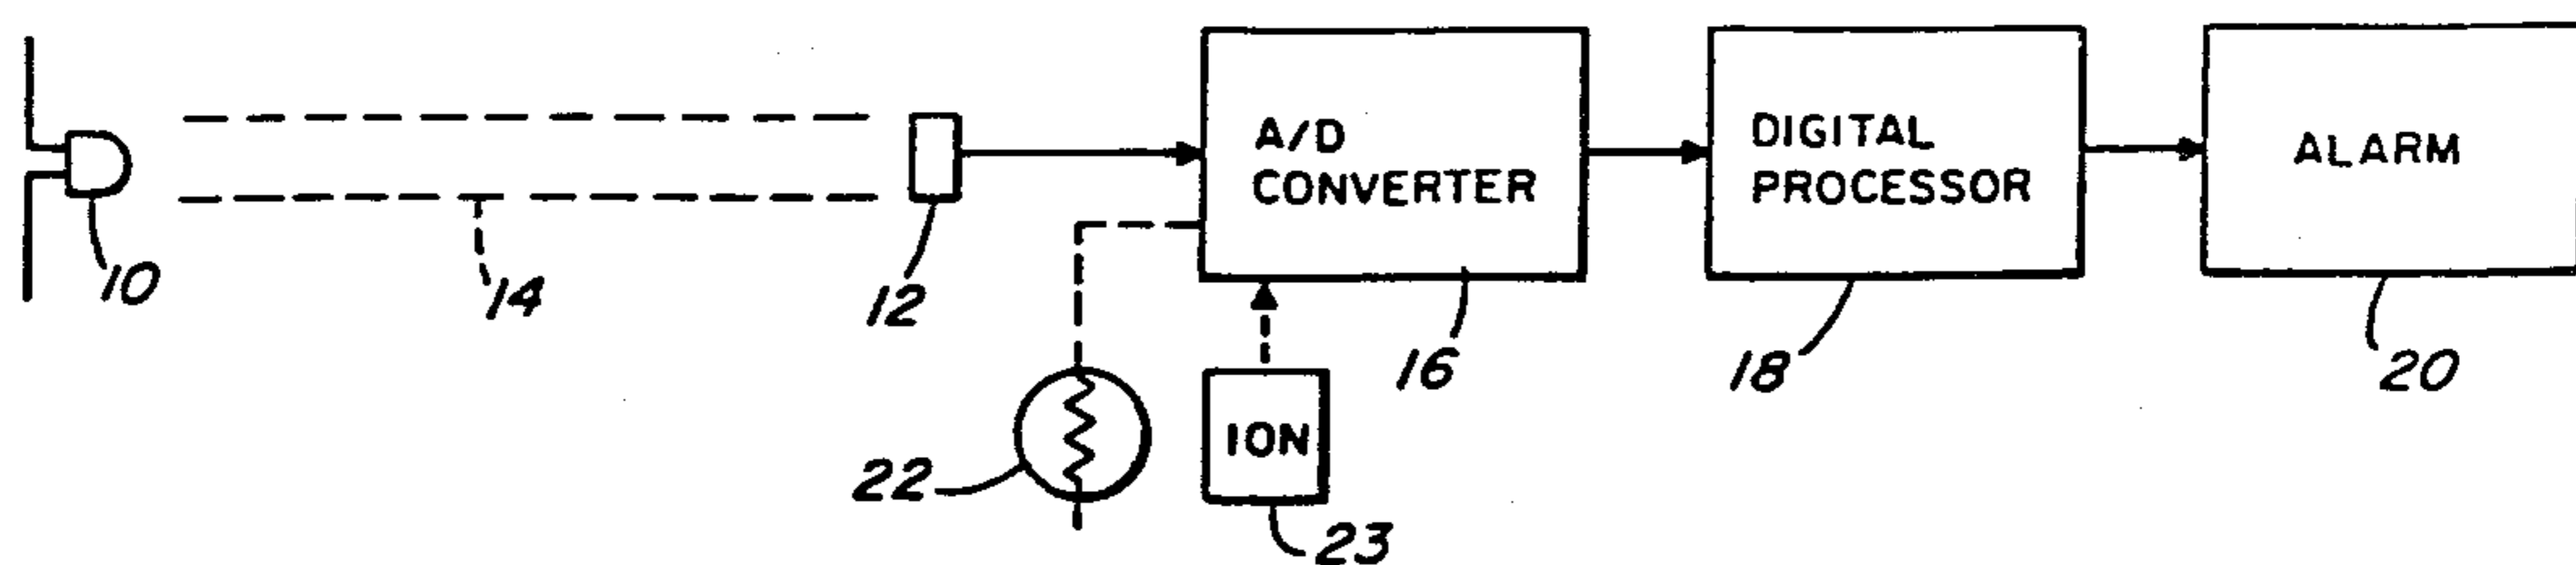 A/D
CONVERTER
DIGITAL
PROCESSOR
ALARM
10
14
12
16
18
20
22
ION
23